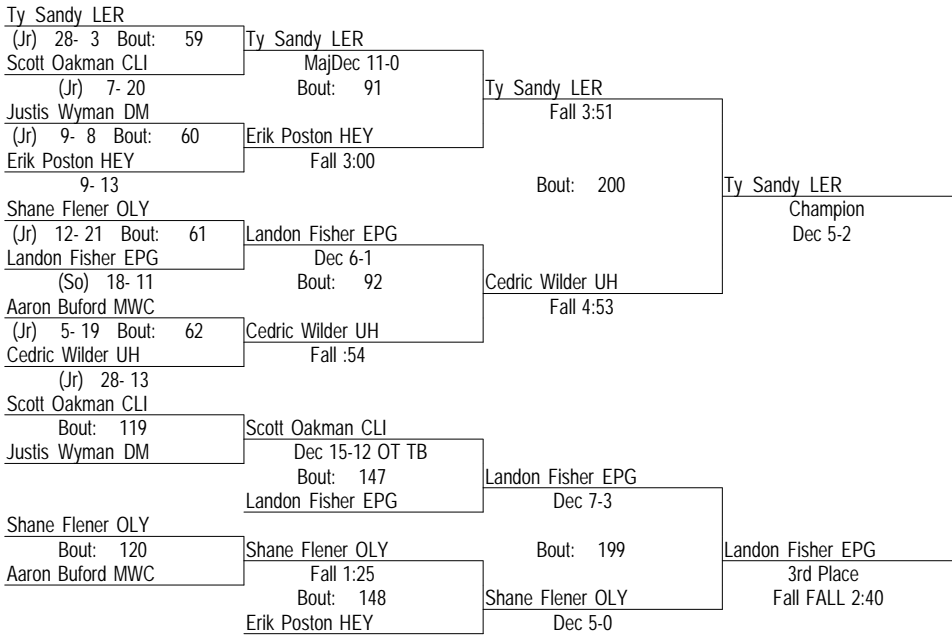 Ty Sandy LER
(Jr) 28- 3 Bout: 59
Ty Sandy LER
Scott Oakman CLI
MajDec 11-0
(Jr) 7- 20
Bout: 91
Ty Sandy LER
Justis Wyman DM
Fall 3:51
(Jr) 9- 8 Bout: 60
Erik Poston HEY
Erik Poston HEY
Fall 3:00
9- 13
Bout: 200
Ty Sandy LER
Shane Flener OLY
Champion
(Jr) 12- 21 Bout: 61
Landon Fisher EPG
Dec 5-2
Landon Fisher EPG
Dec 6-1
(So) 18- 11
Bout: 92
Cedric Wilder UH
Aaron Buford MWC
Fall 4:53
(Jr) 5- 19 Bout: 62
Cedric Wilder UH
Cedric Wilder UH
Fall :54
(Jr) 28- 13
Scott Oakman CLI
Bout: 119
Scott Oakman CLI
Justis Wyman DM
Dec 15-12 OT TB
Bout: 147
Landon Fisher EPG
Landon Fisher EPG
Dec 7-3
Shane Flener OLY
Bout: 120
Shane Flener OLY
Bout: 199
Landon Fisher EPG
Aaron Buford MWC
Fall 1:25
3rd Place
Bout: 148
Shane Flener OLY
Fall FALL 2:40
Erik Poston HEY
Dec 5-0